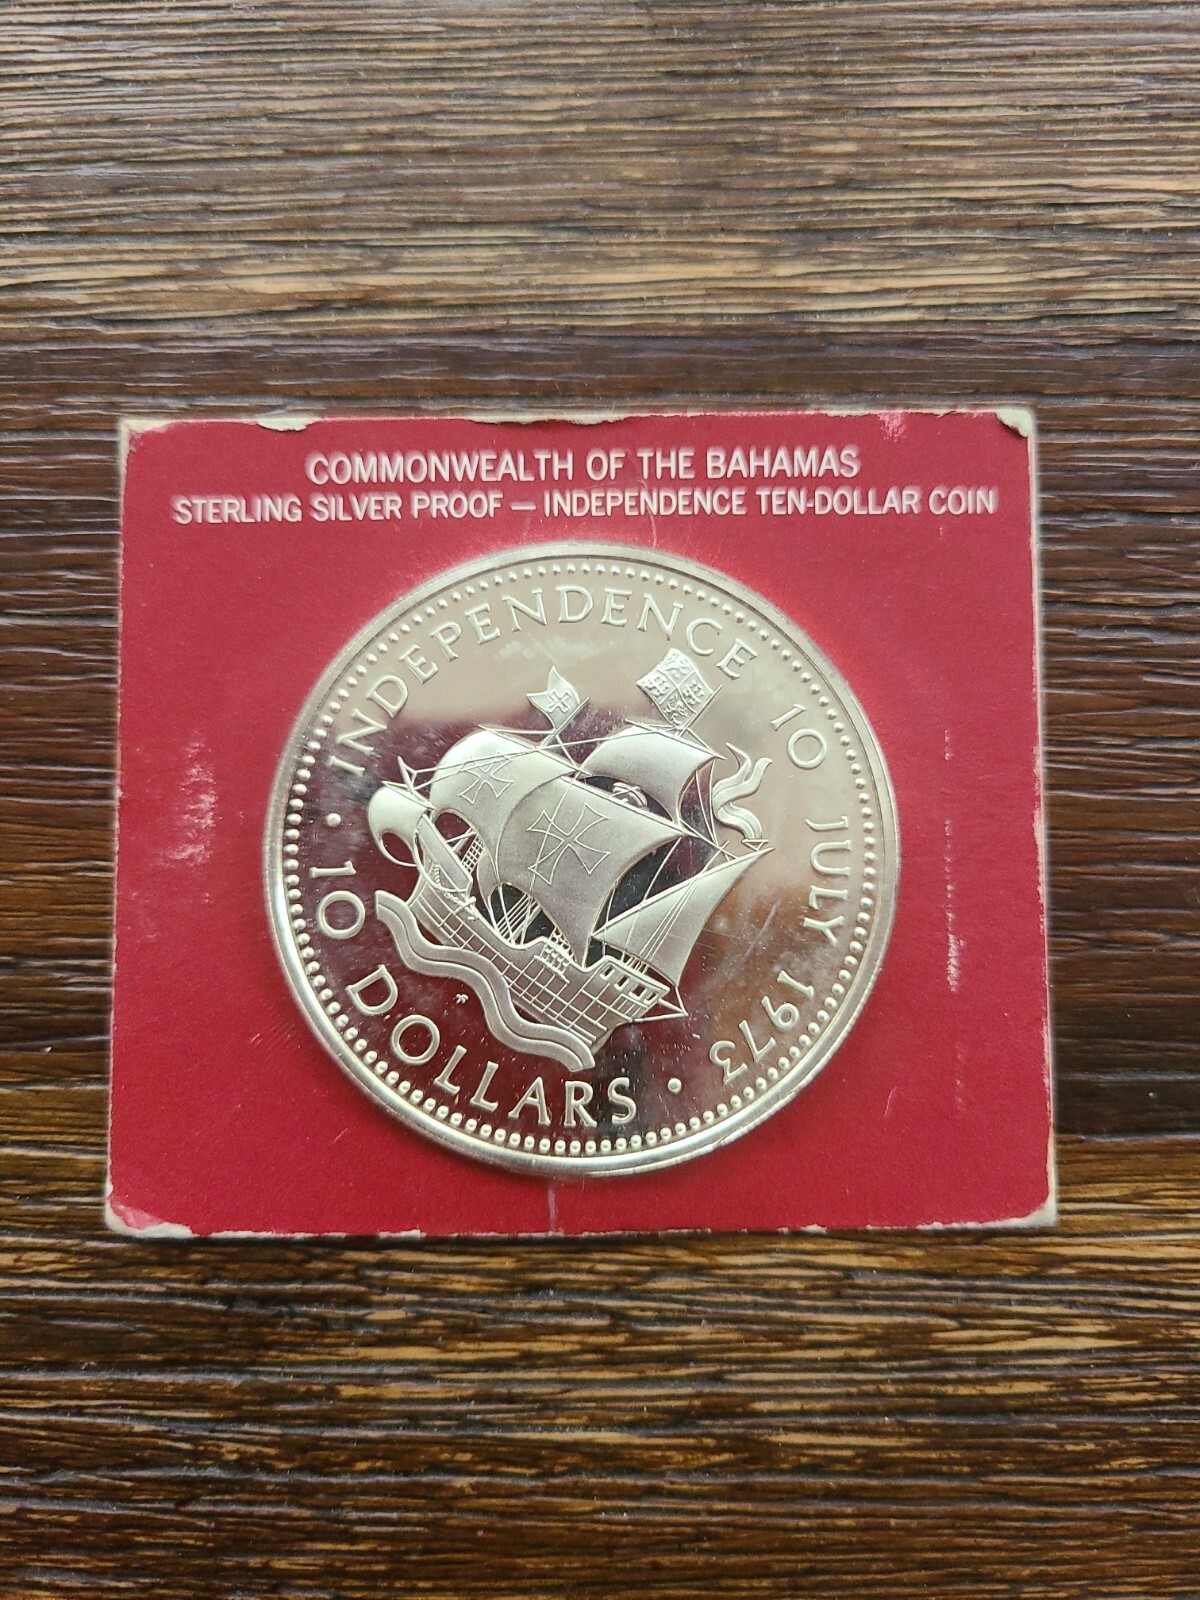 COMMONWEALTH OF THE BAHAMAS
STERLING SILVER PROOF — INDEPENDENCE TEN-DOLLAR COIN
INDEPENDENCE 10 JULY 1973
• 10 DOLLARS •